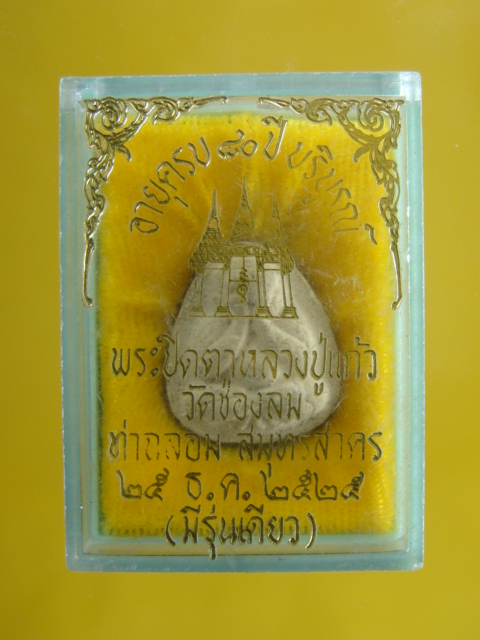 อายุครบ ๘๐ ปี บริบูรณ์
พระปิดตาหลวงปู่แก้ว
วัดช่องลม
ท่าฉลอม สมุทรสาคร
๒๕ ธ.ค. ๒๕๒๕
(มีรุ่นเดียว)